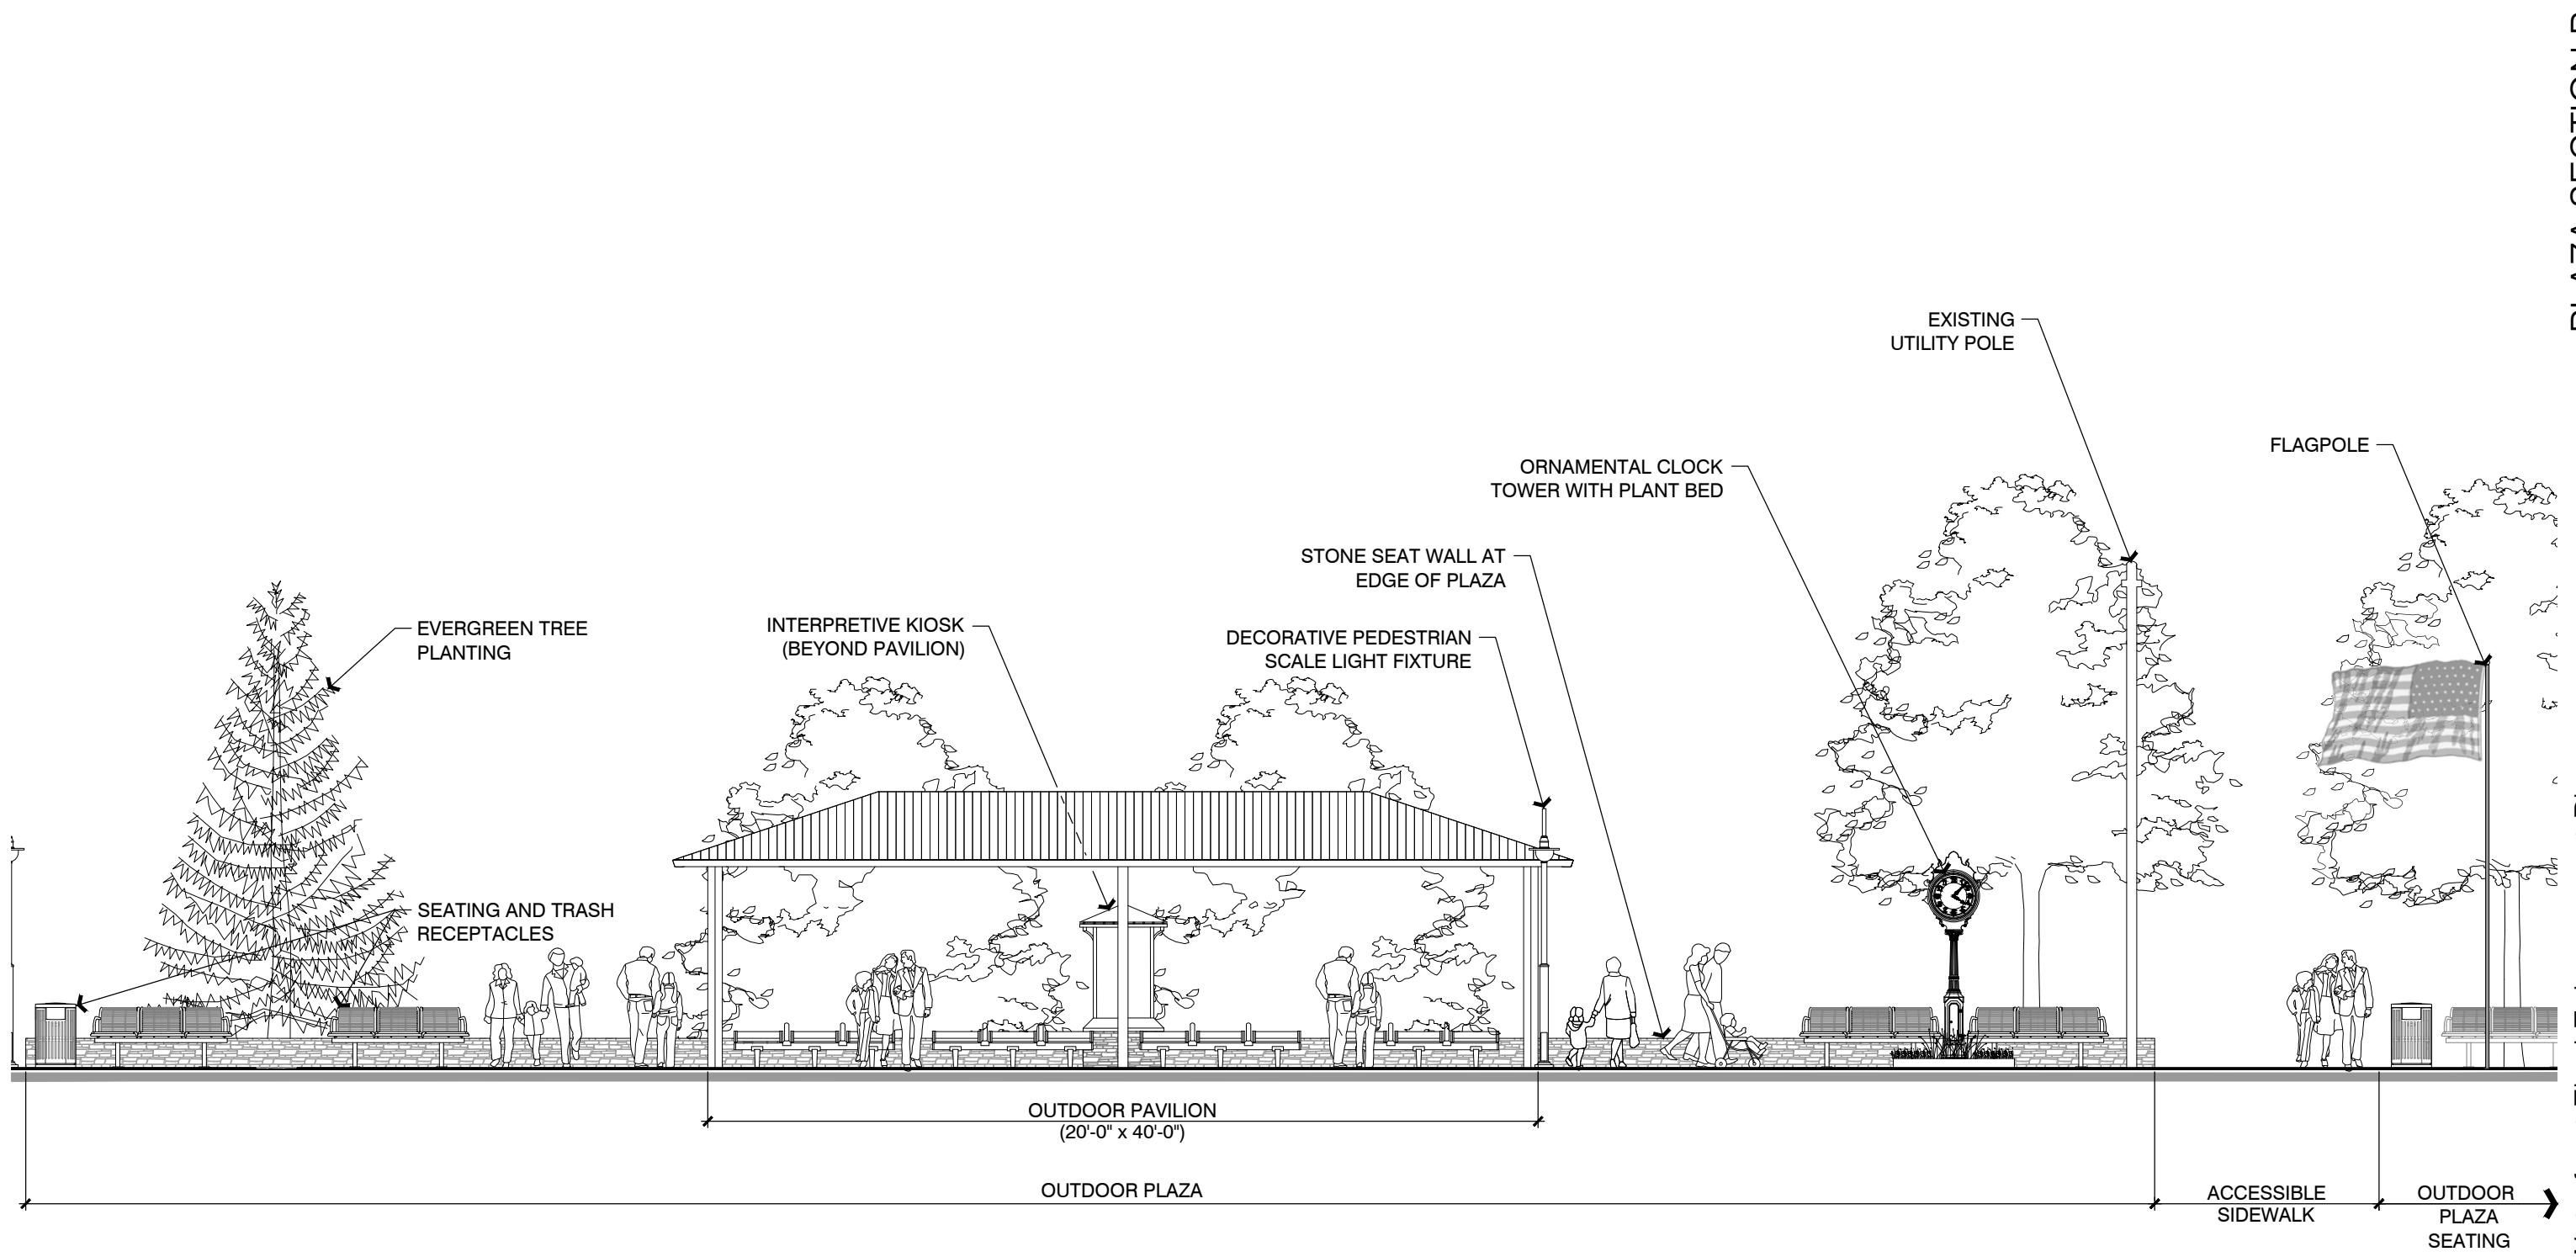 EXISTING
UTILITY POLE
FLAGPOLE
ORNAMENTAL CLOCK
TOWER WITH PLANT BED
STONE SEAT WALL AT
EDGE OF PLAZA
EVERGREEN TREE
PLANTING
INTERPRETIVE KIOSK
(BEYOND PAVILION)
DECORATIVE PEDESTRIAN
SCALE LIGHT FIXTURE
SEATING AND TRASH
RECEPTACLES
OUTDOOR PAVILION
(20'-0" x 40'-0")
OUTDOOR PLAZA
ACCESSIBLE
SIDEWALK
OUTDOOR
PLAZA
SEATING